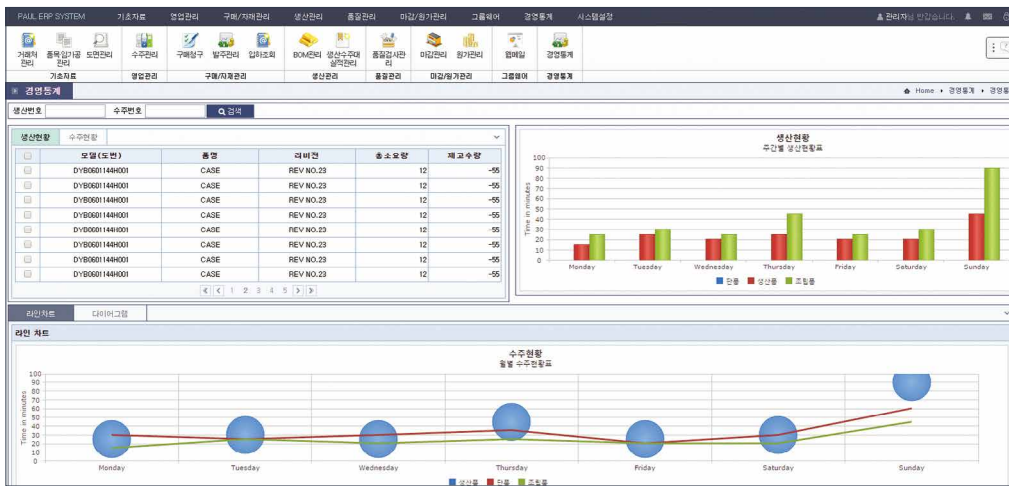 PAUL ERP SYSTEM 기초자료 영업관리 구매/자재관리 생산관리 품질관리 마감/원가관리 그룹웨어 경영통계 시스템설정 관리자님 반갑습니다.
거래처관리 품목임가공관리 도면관리 수주관리 구매청구 발주관리 입하조회 BOM관리 생산수주대실적관리 품질검사관리 마감관리 원가관리 웹메일 경영통계
기초자료 영업관리 구매/자재관리 생산관리 품질관리 마감/원가관리 그룹웨어 경영통계
경영통계 Home 경영통계 경영통
생산번호 수주번호 검색
생산현황 수주현황
모델(도번) 품명 리비전 총소요량 재고수량
DYB0601144H001 CASE REV NO.23 12 -55
DYB0601144H001 CASE REV NO.23 12 -55
DYB0601144H001 CASE REV NO.23 12 -55
DYB0601144H001 CASE REV NO.23 12 -55
DYB0601144H001 CASE REV NO.23 12 -55
DYB0601144H001 CASE REV NO.23 12 -55
DYB0601144H001 CASE REV NO.23 12 -55
DYB0601144H001 CASE REV NO.23 12 -55
1 2 3 4 5
생산현황
주간별 생산현황표
Time in minutes
100
90
80
70
60
50
40
30
20
10
0
Monday Tuesday Wednesday Thursday Friday Saturday Sunday
단품 생산품 조립품
라인차트 다이어그램
라인 차트
수주현황
월별 수주현황표
Time in minutes
100
90
80
70
60
50
40
30
20
10
0
Monday Tuesday Wednesday Thursday Friday Saturday Sunday
생산품 단품 조립품